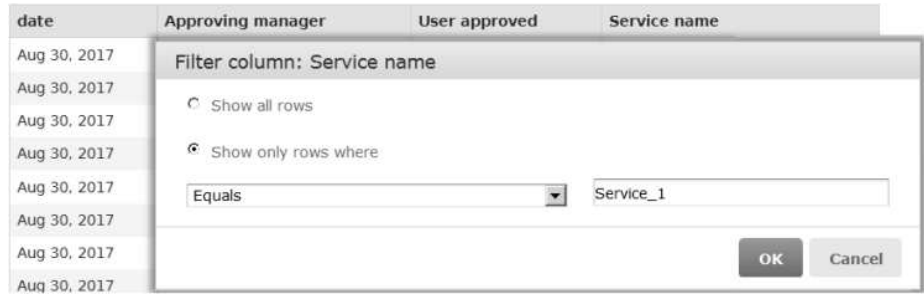 date Approving manager User approved Service name
Aug 30, 2017
Filter column: Service name
Aug 30, 2017
Show all rows
Aug 30, 2017
Aug 30, 2017
Show only rows where
Aug 30, 2017
Equals Service_1
Aug 30, 2017
Aug 30, 2017
OK Cancel
Aug 30, 2017